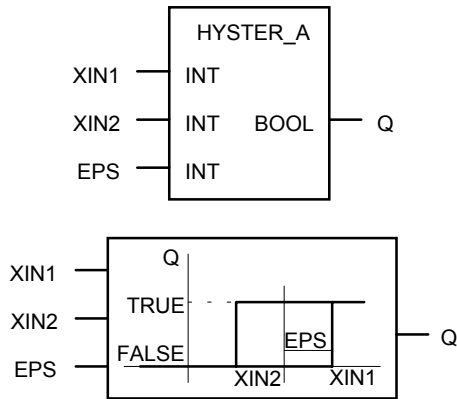 HYSTER_A
XIN1 INT
XIN2 INT BOOL Q
EPS INT
XIN1 Q
TRUE
XIN2
EPS Q
FALSE
EPS
XIN2 XIN1